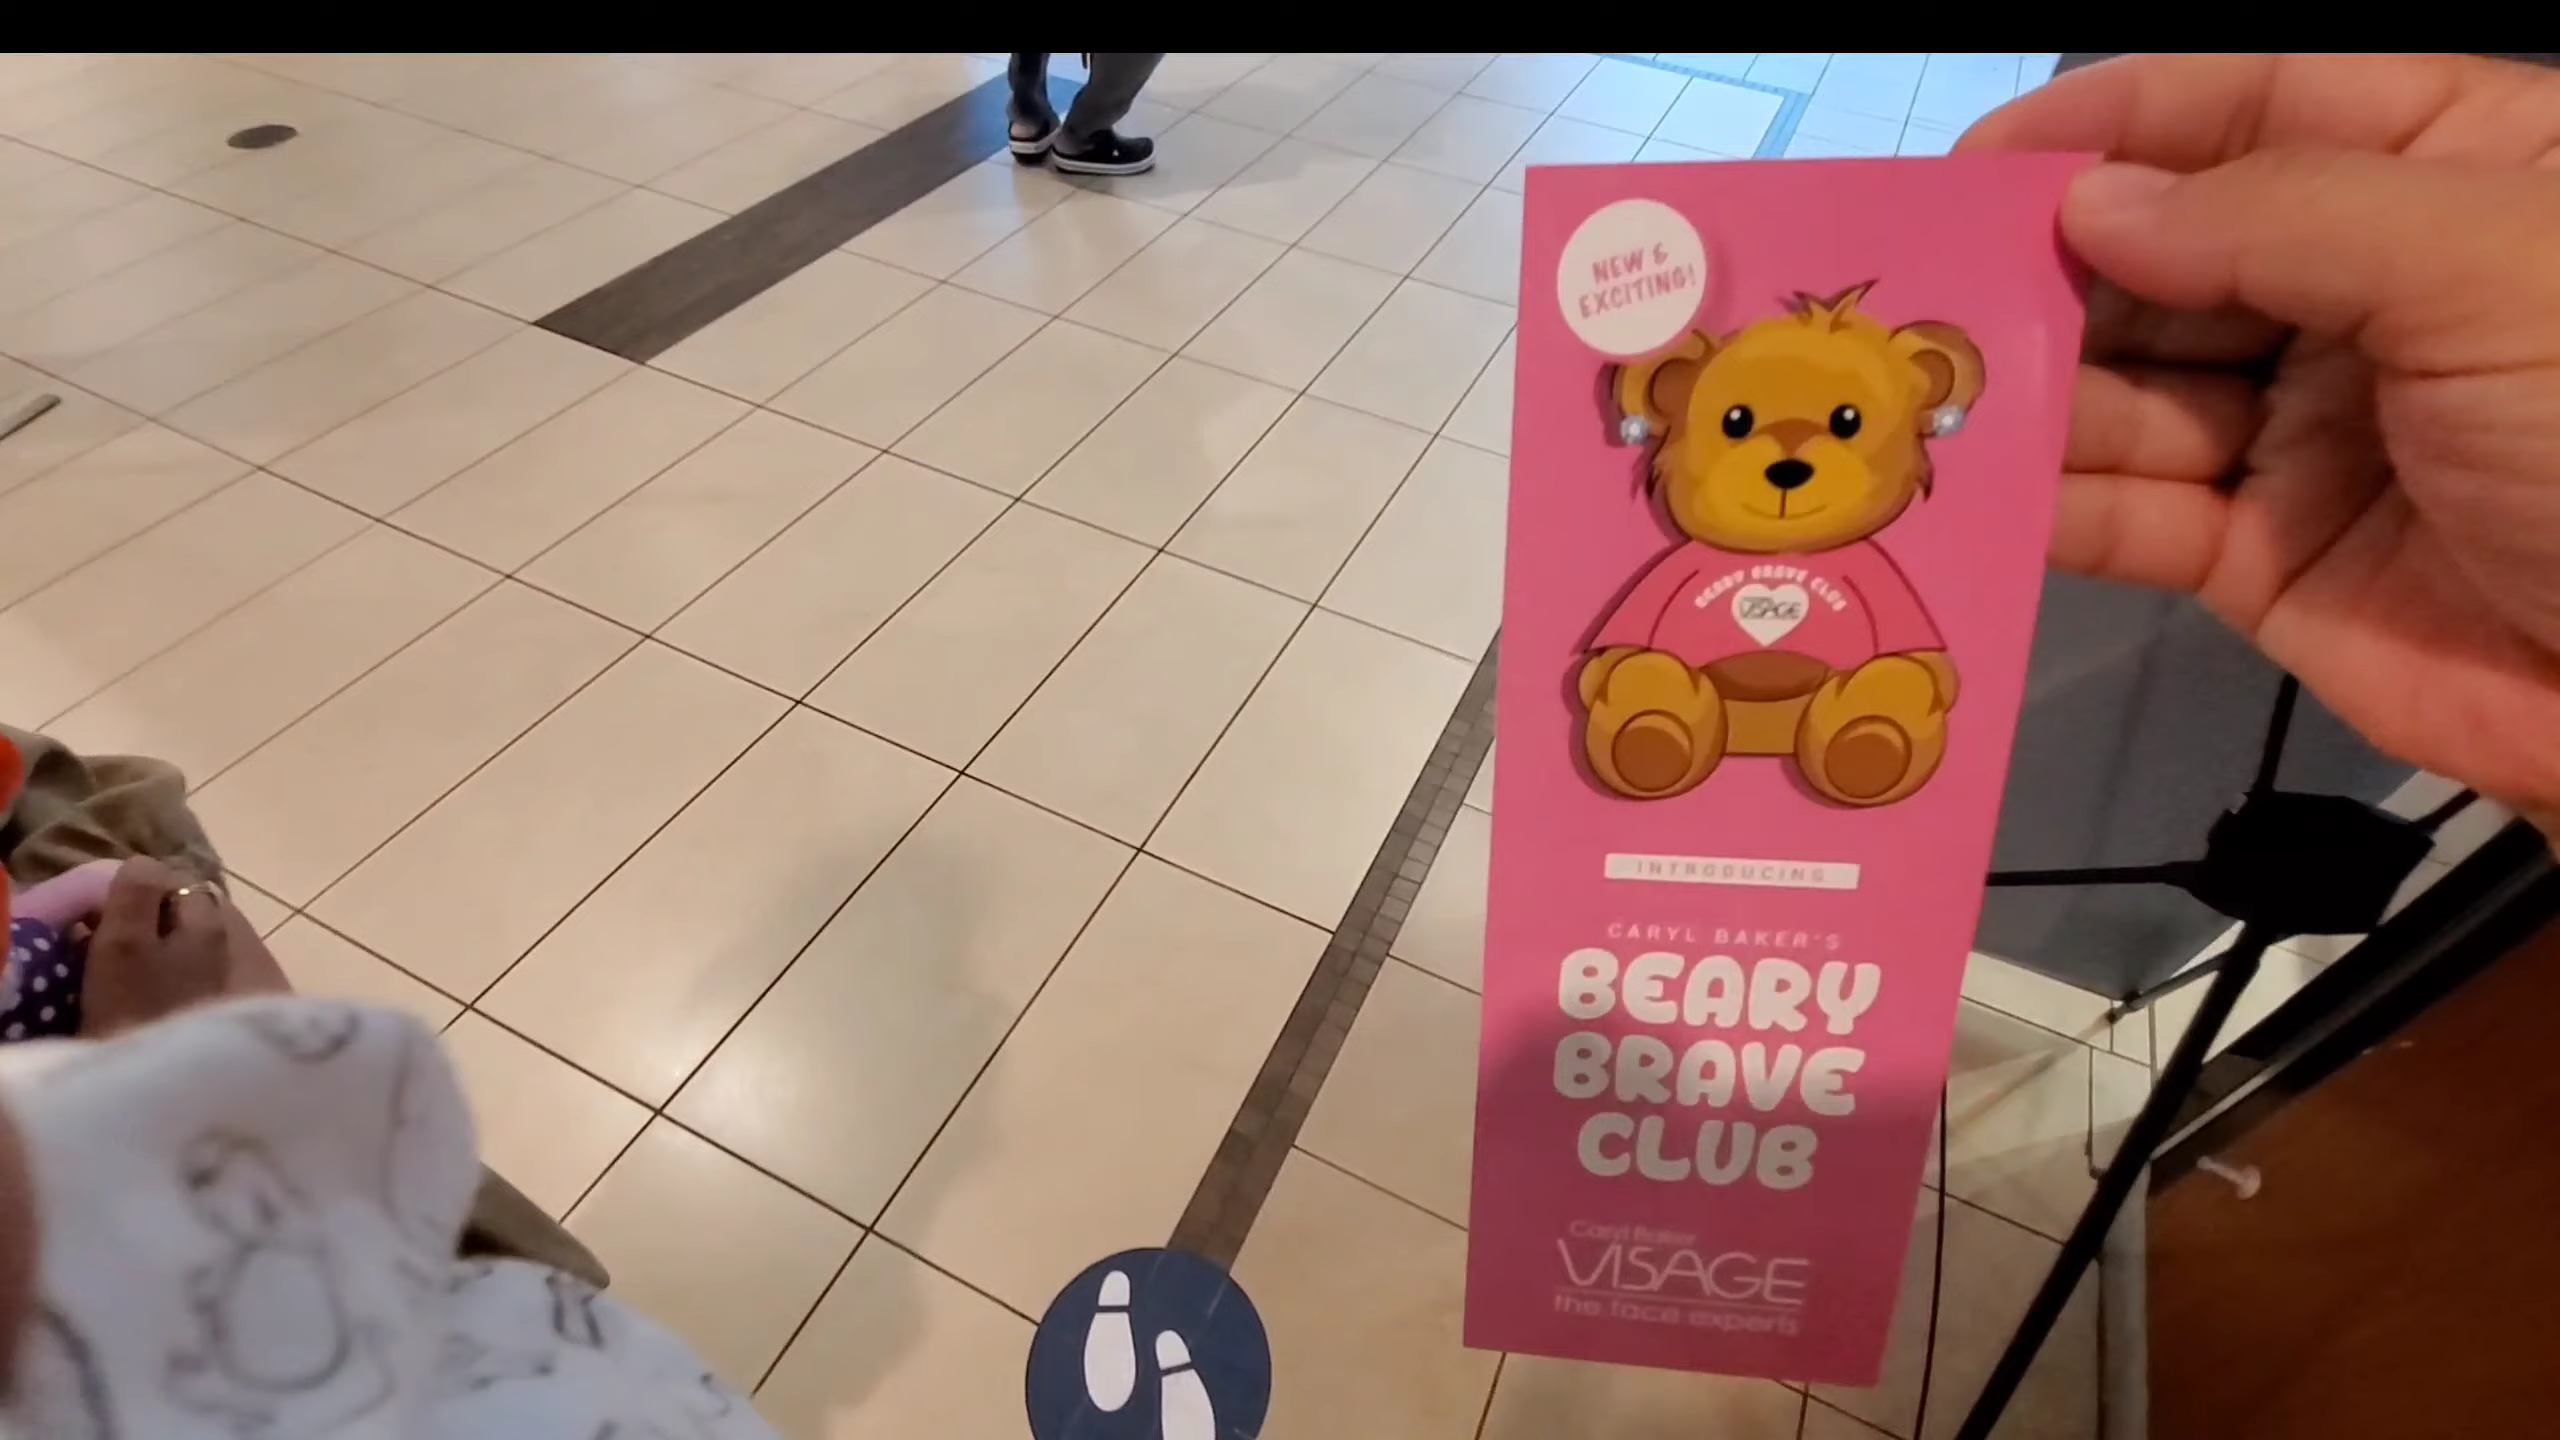 NEW &
EXCITING!
BEARY BRAVE CLUB
VISAGE
INTRODUCING
CARYL BAKER'S
BEARY
BRAVE
CLUB
Caryl Baker
VISAGE
the face experts